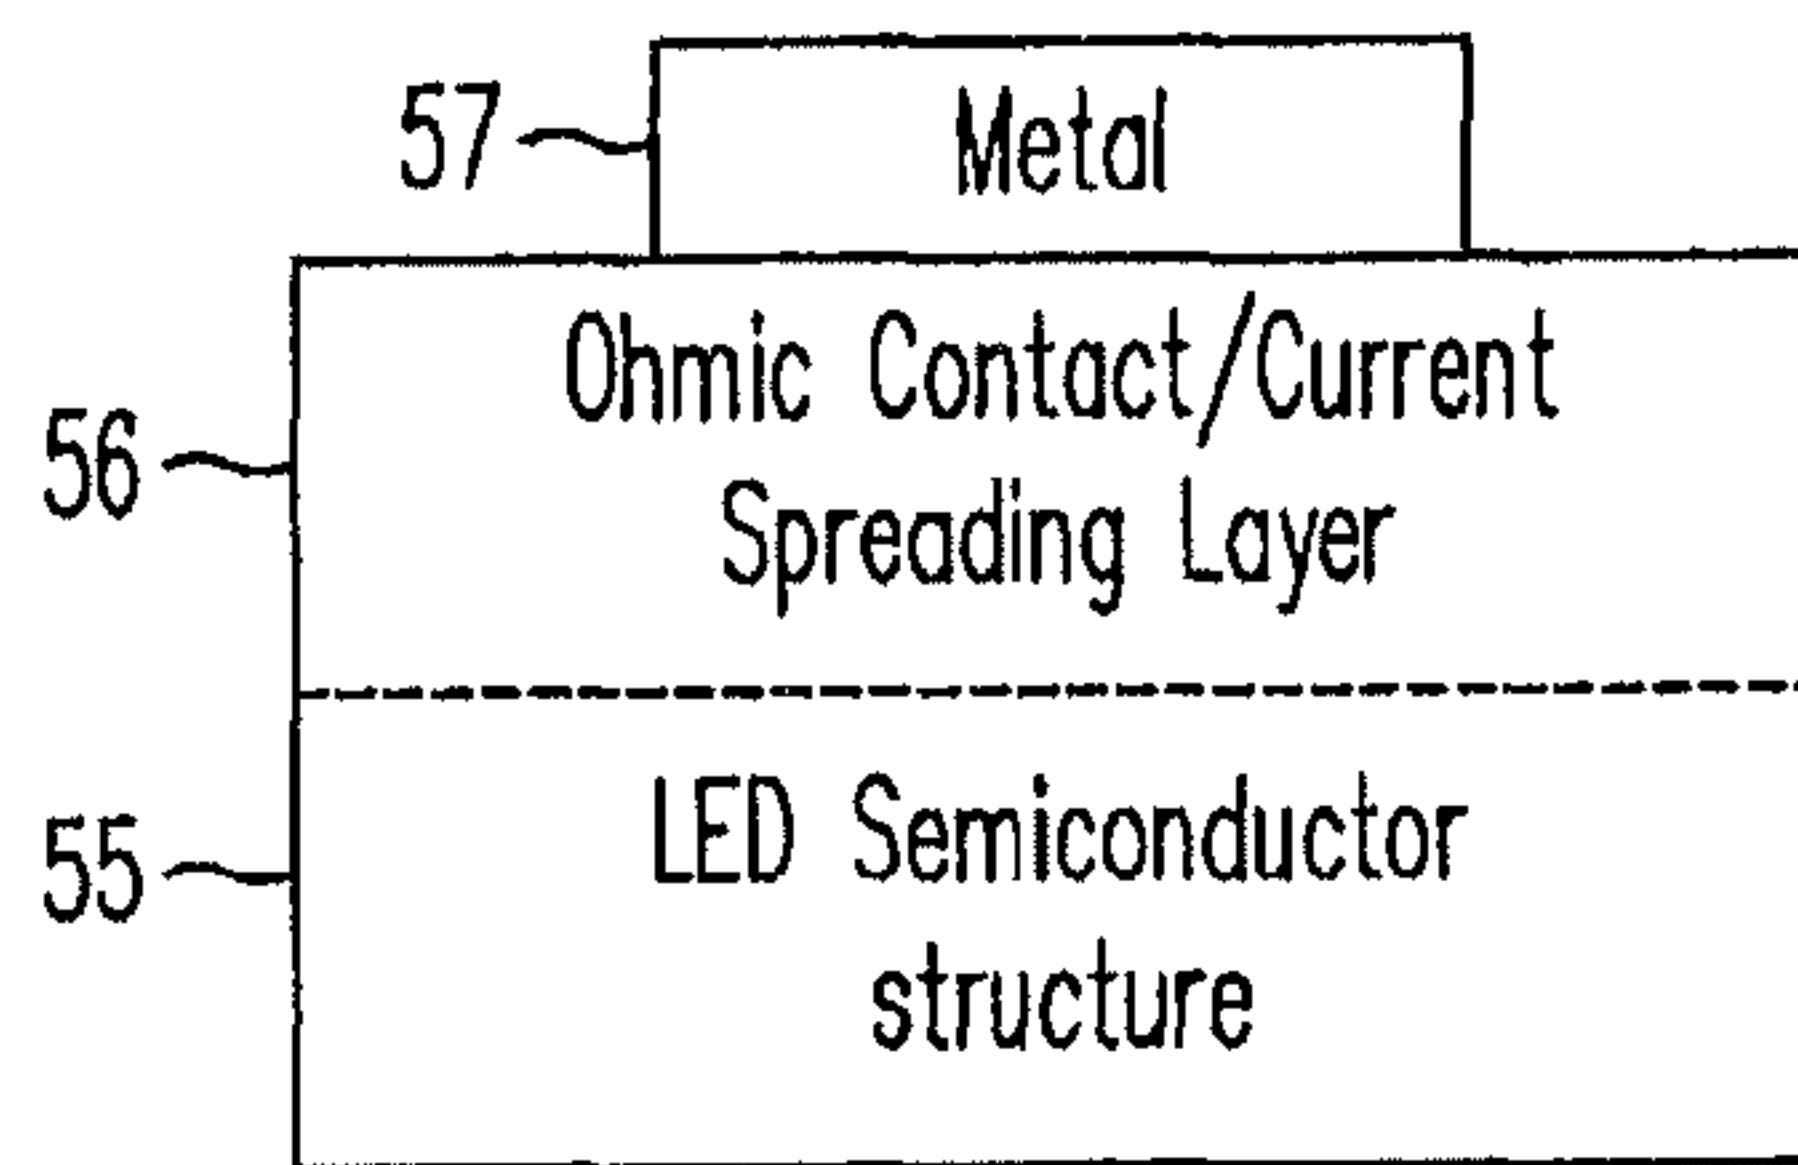 57
Metal
Ohmic Contact/Current
56
Spreading Layer
LED Semiconductor
55
structure